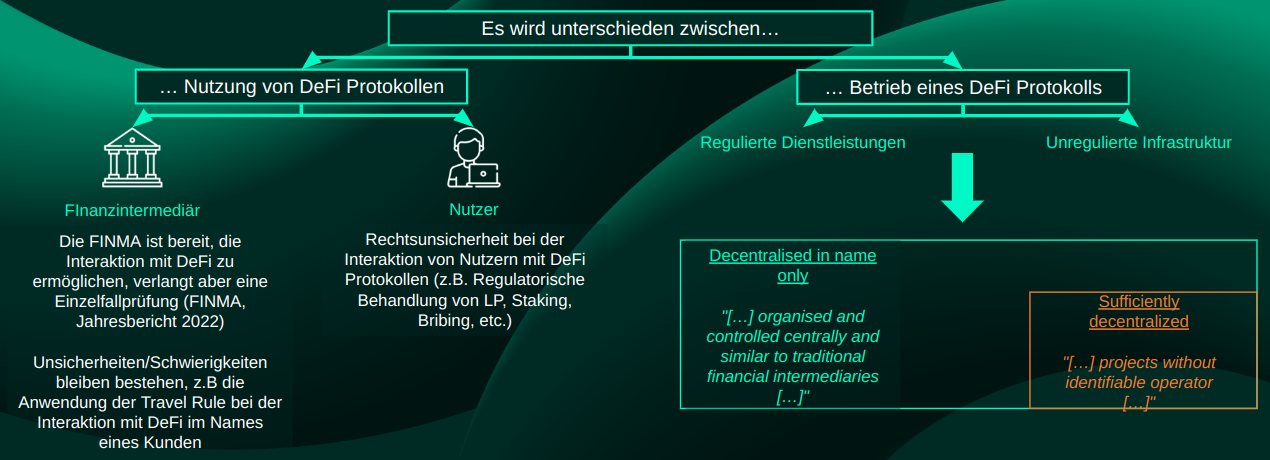 Es wird unterschieden zwischen…
… Nutzung von DeFi Protokollen
… Betrieb eines DeFi Protokolls
FInanzintermediär
Die FINMA ist bereit, die
Interaktion mit DeFi zu
ermöglichen, verlangt aber eine
Einzelfallprüfung (FINMA,
Jahresbericht 2022)
Unsicherheiten/Schwierigkeiten
bleiben bestehen, z.B die
Anwendung der Travel Rule bei der
Interaktion mit DeFi im Names
eines Kunden
Nutzer
Rechtsunsicherheit bei der
Interaktion von Nutzern mit DeFi
Protokollen (z.B. Regulatorische
Behandlung von LP, Staking,
Bribing, etc.)
Regulierte Dienstleistungen
Unregulierte Infrastruktur
Decentralised in name
only
"[…] organised and
controlled centrally and
similar to traditional
financial intermediaries
[…]"
Sufficiently
decentralized
"[…] projects without
identifiable operator
[…]"